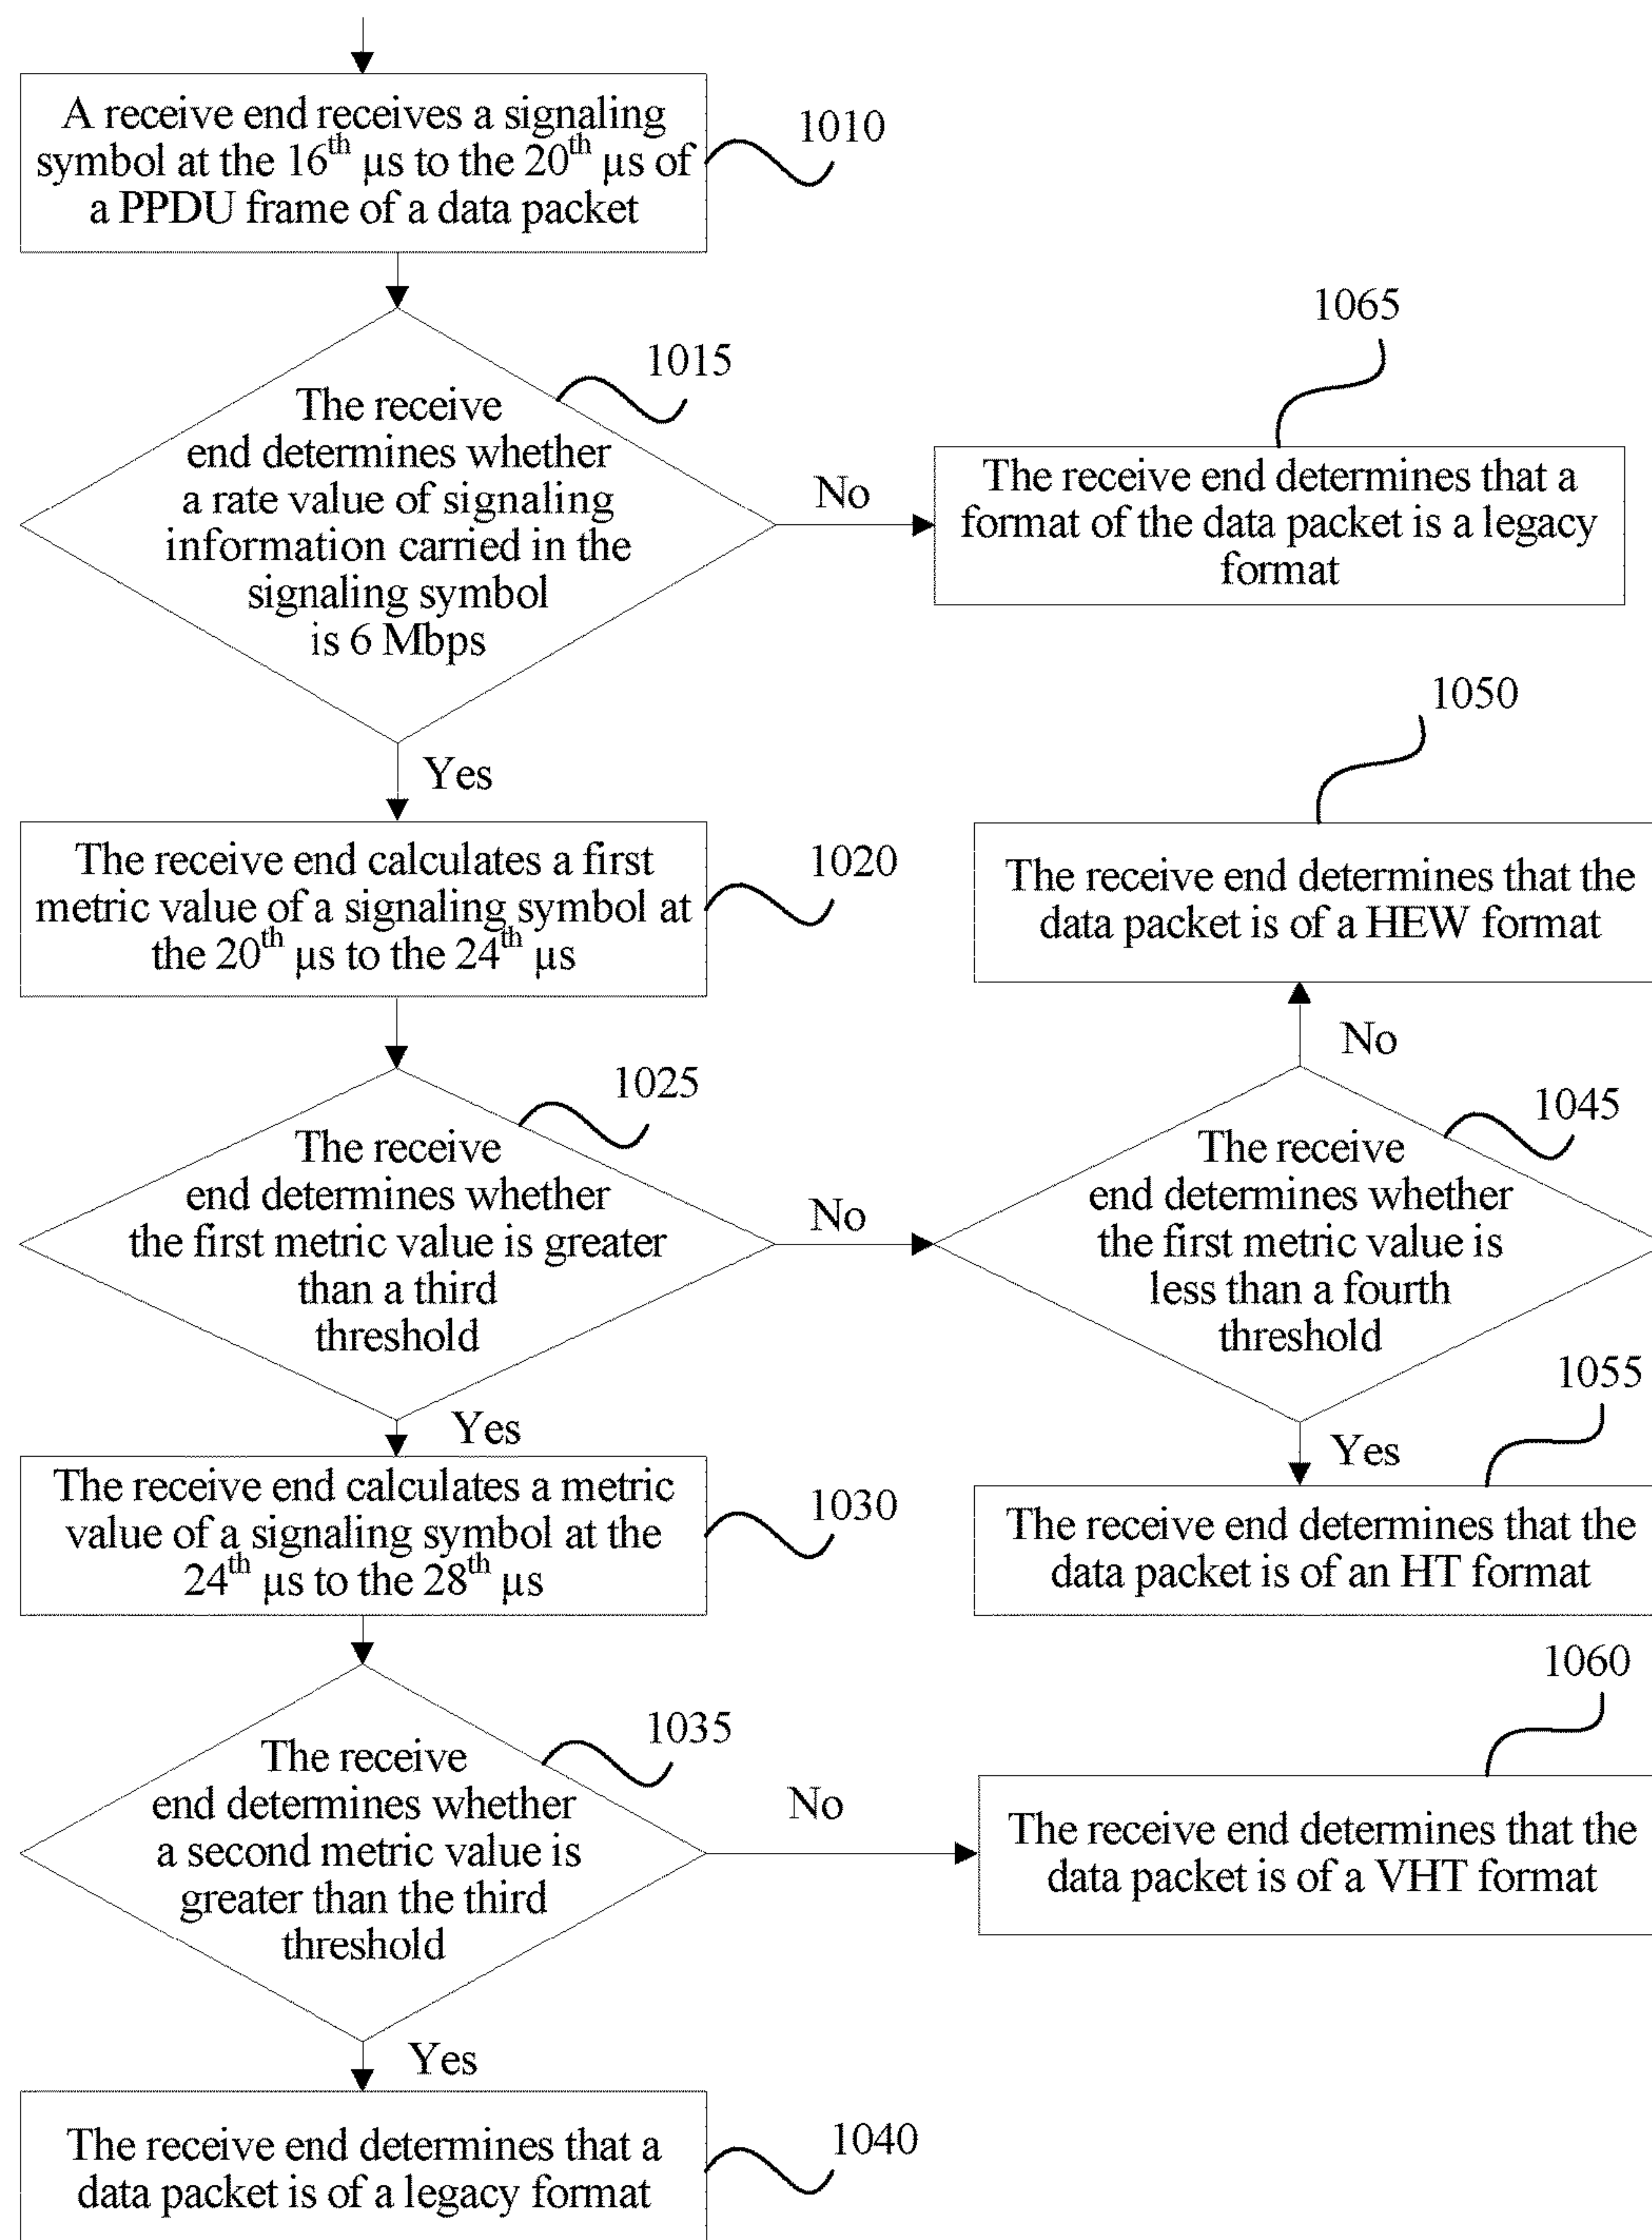 A receive end receives a signaling
symbol at the 16th μs to the 20th μs of
a PPDU frame of a data packet
1010
The receive
end determines whether
a rate value of signaling
information carried in the
signaling symbol
is 6 Mbps
1015
No
1065
The receive end determines that a
format of the data packet is a legacy
format
Yes
The receive end calculates a first
metric value of a signaling symbol at
the 20th μs to the 24th μs
1020
1050
The receive end determines that the
data packet is of a HEW format
No
The receive
end determines whether
the first metric value is greater
than a third
threshold
1025
No
The receive
end determines whether
the first metric value is
less than a fourth
threshold
1045
Yes
The receive end calculates a metric
value of a signaling symbol at the
24th μs to the 28th μs
1030
Yes
1055
The receive end determines that the
data packet is of an HT format
The receive
end determines whether
a second metric value is
greater than the third
threshold
1035
No
1060
The receive end determines that the
data packet is of a VHT format
Yes
The receive end determines that a
data packet is of a legacy format
1040